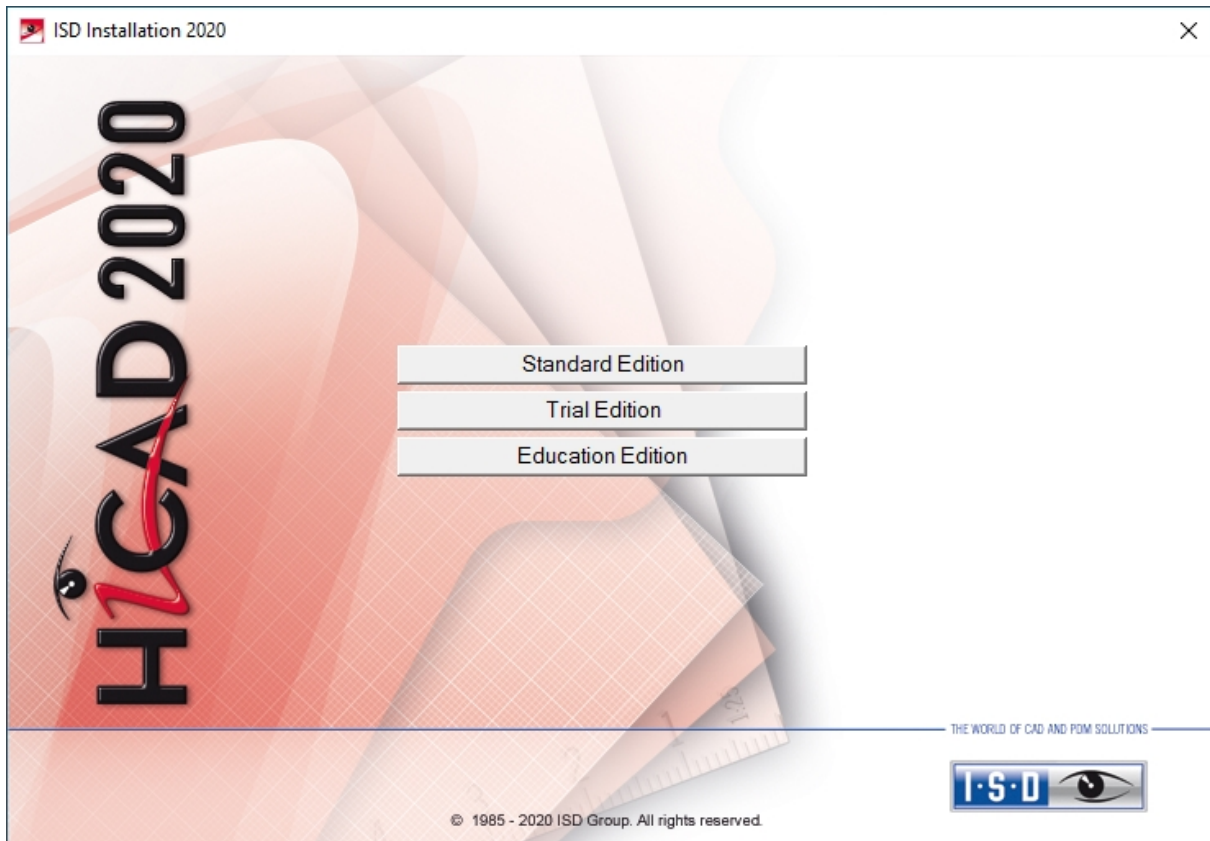 ISD Installation 2020
HiCAD 2020
Standard Edition
Trial Edition
Education Edition
THE WORLD OF CAD AND PDM SOLUTIONS
I·S·D
© 1985 - 2020 ISD Group. All rights reserved.